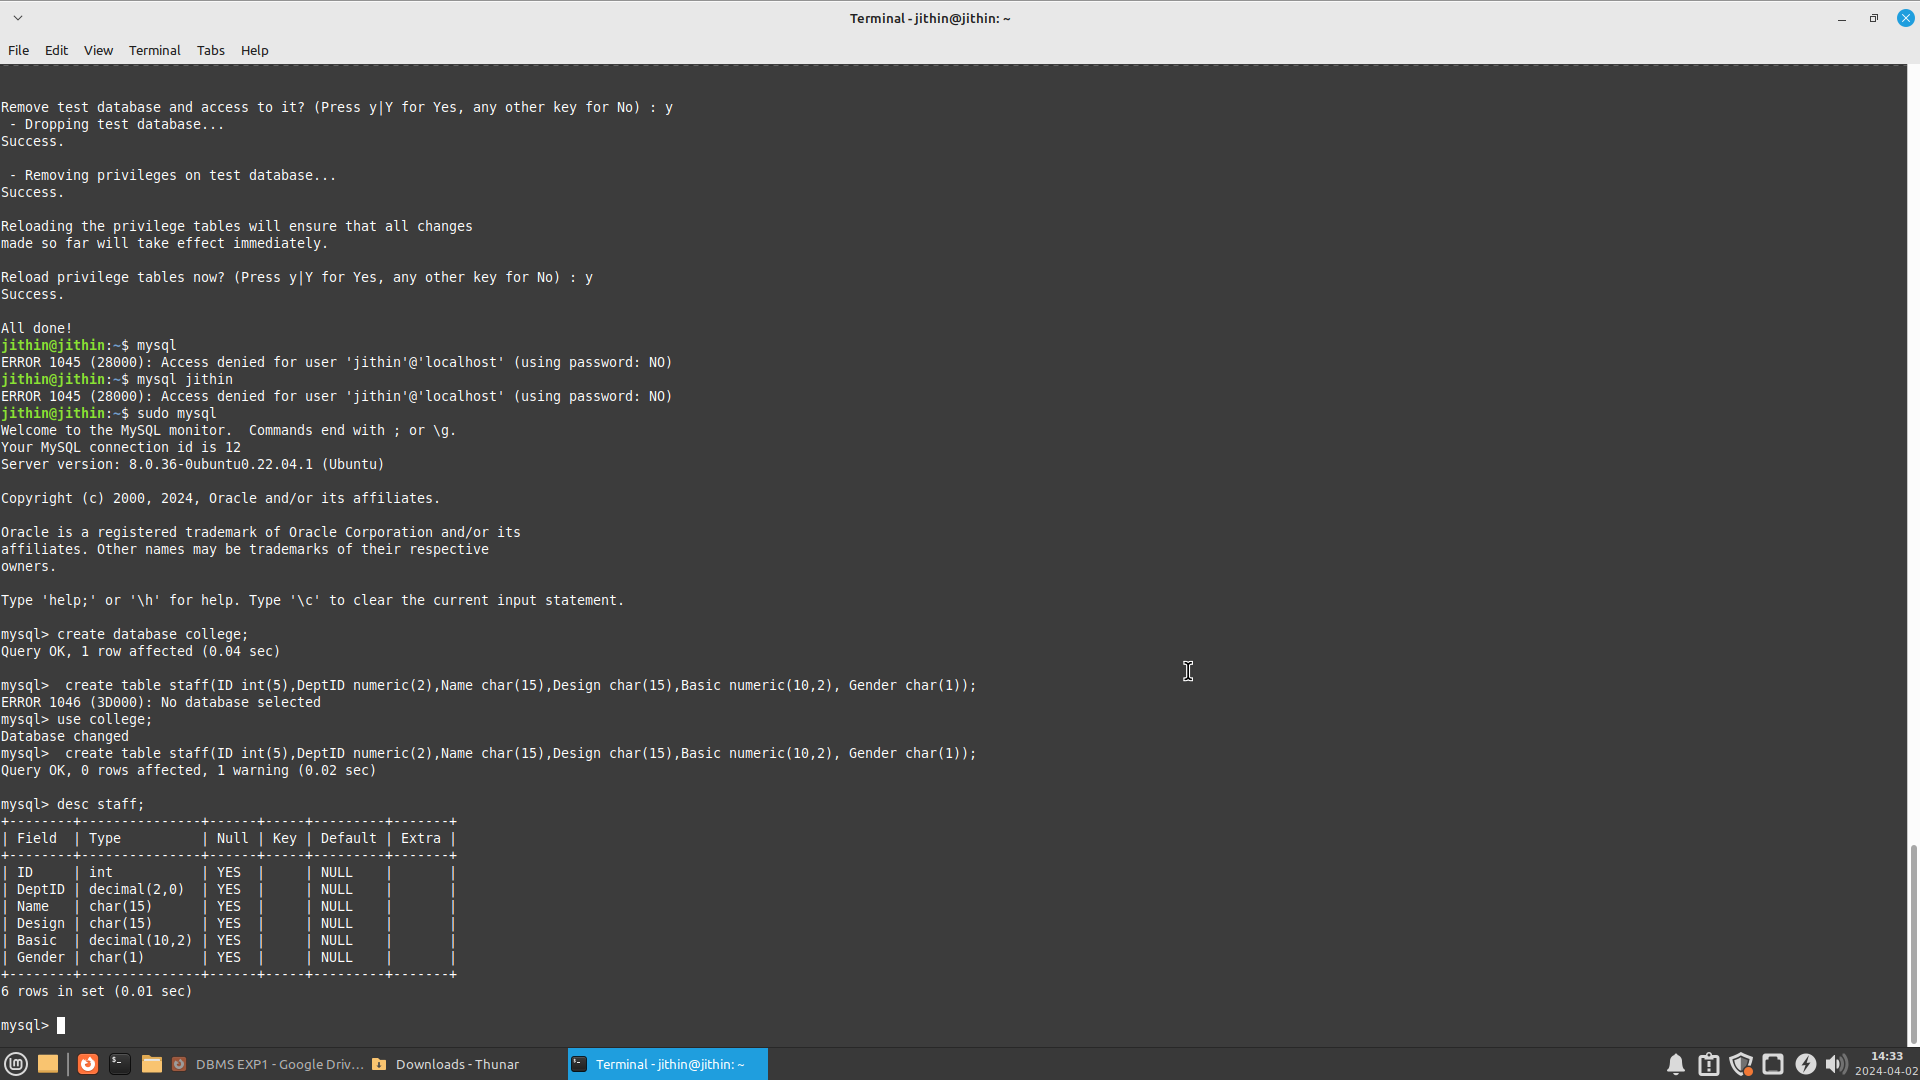 Terminal - jithin@jithin: ~
File Edit View Terminal Tabs Help
Remove test database and access to it? (Press y|Y for Yes, any other key for No) : y
 - Dropping test database...
Success.
 - Removing privileges on test database...
Success.
Reloading the privilege tables will ensure that all changes
made so far will take effect immediately.
Reload privilege tables now? (Press y|Y for Yes, any other key for No) : y
Success.
All done!
jithin@jithin:~$ mysql
ERROR 1045 (28000): Access denied for user 'jithin'@'localhost' (using password: NO)
jithin@jithin:~$ mysql jithin
ERROR 1045 (28000): Access denied for user 'jithin'@'localhost' (using password: NO)
jithin@jithin:~$ sudo mysql
Welcome to the MySQL monitor.  Commands end with ; or \g.
Your MySQL connection id is 12
Server version: 8.0.36-0ubuntu0.22.04.1 (Ubuntu)
Copyright (c) 2000, 2024, Oracle and/or its affiliates.
Oracle is a registered trademark of Oracle Corporation and/or its
affiliates. Other names may be trademarks of their respective
owners.
Type 'help;' or '\h' for help. Type '\c' to clear the current input statement.
mysql> create database college;
Query OK, 1 row affected (0.04 sec)
mysql>  create table staff(ID int(5),DeptID numeric(2),Name char(15),Design char(15),Basic numeric(10,2), Gender char(1));
ERROR 1046 (3D000): No database selected
mysql> use college;
Database changed
mysql>  create table staff(ID int(5),DeptID numeric(2),Name char(15),Design char(15),Basic numeric(10,2), Gender char(1));
Query OK, 0 rows affected, 1 warning (0.02 sec)
mysql> desc staff;
+--------+---------------+------+-----+---------+-------+
| Field  | Type          | Null | Key | Default | Extra |
+--------+---------------+------+-----+---------+-------+
| ID     | int           | YES  |     | NULL    |       |
| DeptID | decimal(2,0)  | YES  |     | NULL    |       |
| Name   | char(15)      | YES  |     | NULL    |       |
| Design | char(15)      | YES  |     | NULL    |       |
| Basic  | decimal(10,2) | YES  |     | NULL    |       |
| Gender | char(1)       | YES  |     | NULL    |       |
+--------+---------------+------+-----+---------+-------+
6 rows in set (0.01 sec)
mysql>
DBMS EXP1 - Google Driv... Downloads - Thunar Terminal - jithin@jithin: ~ 14:33
2024-04-02